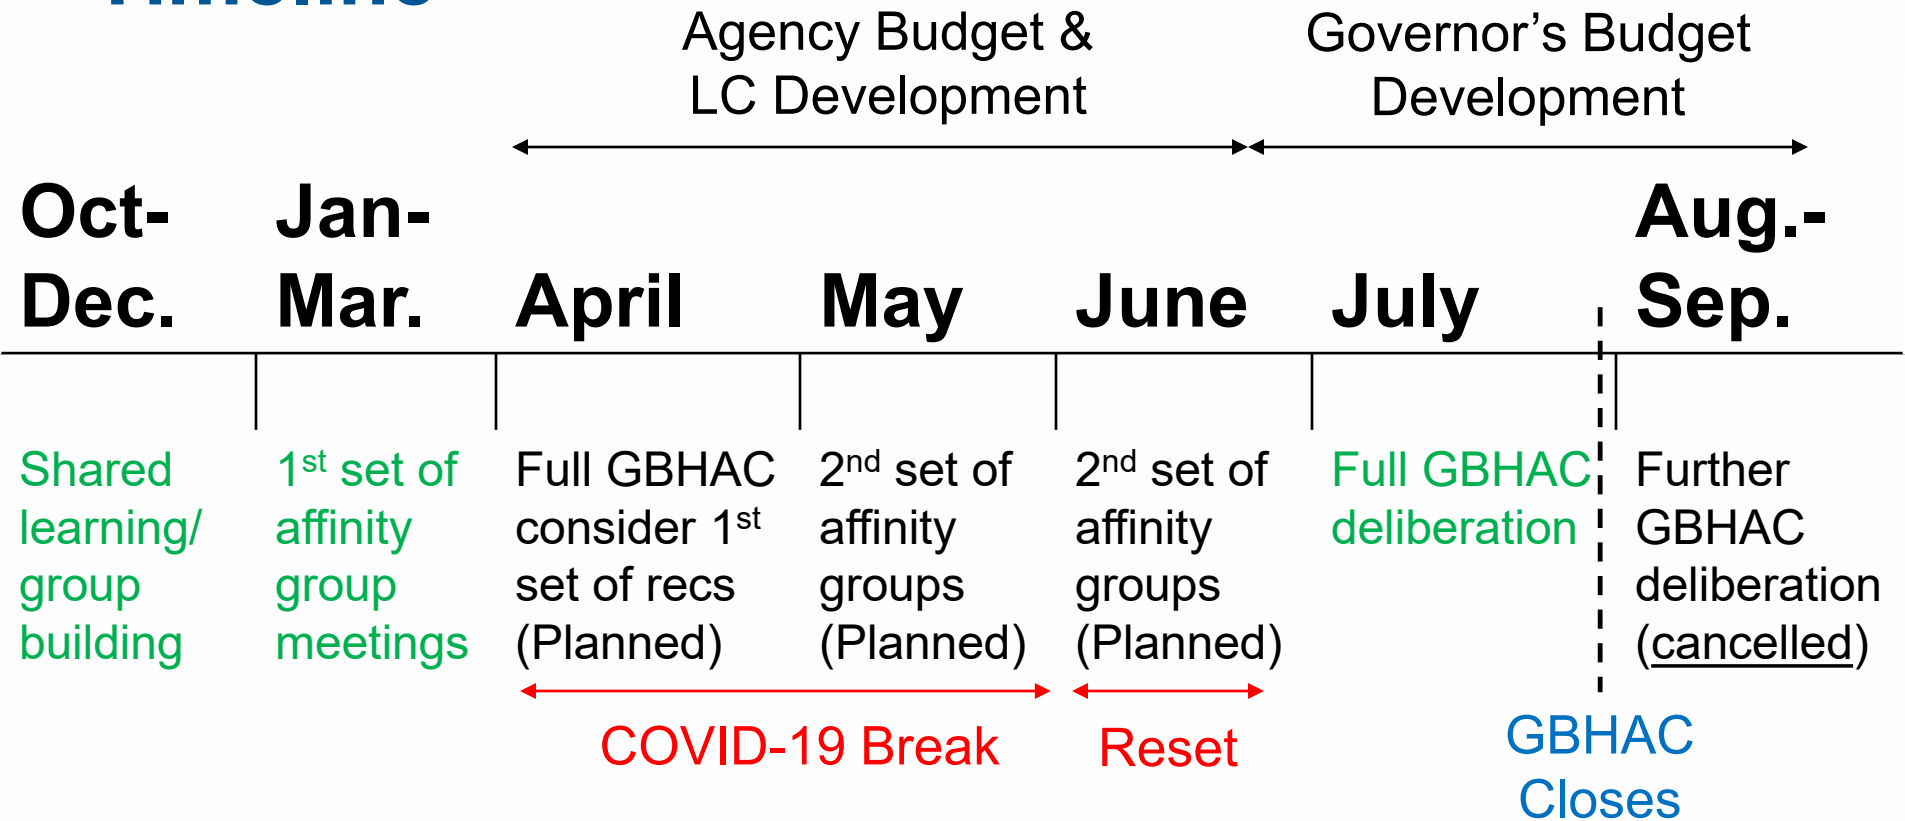 Timeline
Agency Budget &
LC Development
Governor’s Budget
Development
Oct-
Dec.
Jan-
Mar.
April
May
June
July
Aug.-
Sep.
Shared
learning/
group
building
1st set of
affinity
group
meetings
Full GBHAC
consider 1st
set of recs
(Planned)
2nd set of
affinity
groups
(Planned)
2nd set of
affinity
groups
(Planned)
Full GBHAC
deliberation
Further
GBHAC
deliberation
(cancelled)
COVID-19 Break
Reset
GBHAC
Closes